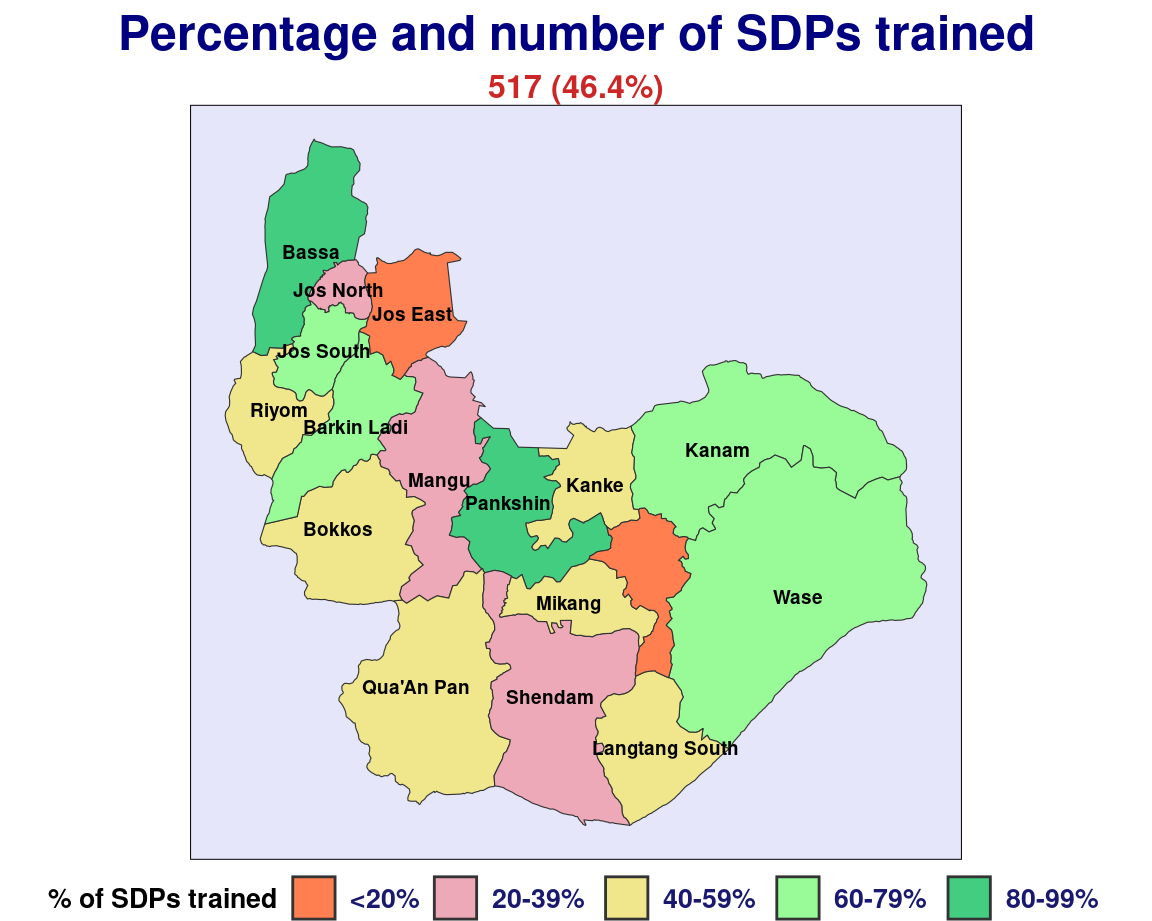 Percentage and number of SDPs trained
517 (46.4%)
Bassa
Jos North
Jos East
Jos South
Riyom
Barkin Ladi
Kanam
Mangu
Kanke
Pankshin
Bokkos
Wase
Mikang
Qua'An Pan
Shendam
Langtang South
% of SDPs trained <20% 20-39% 40-59% 60-79% 80-99%